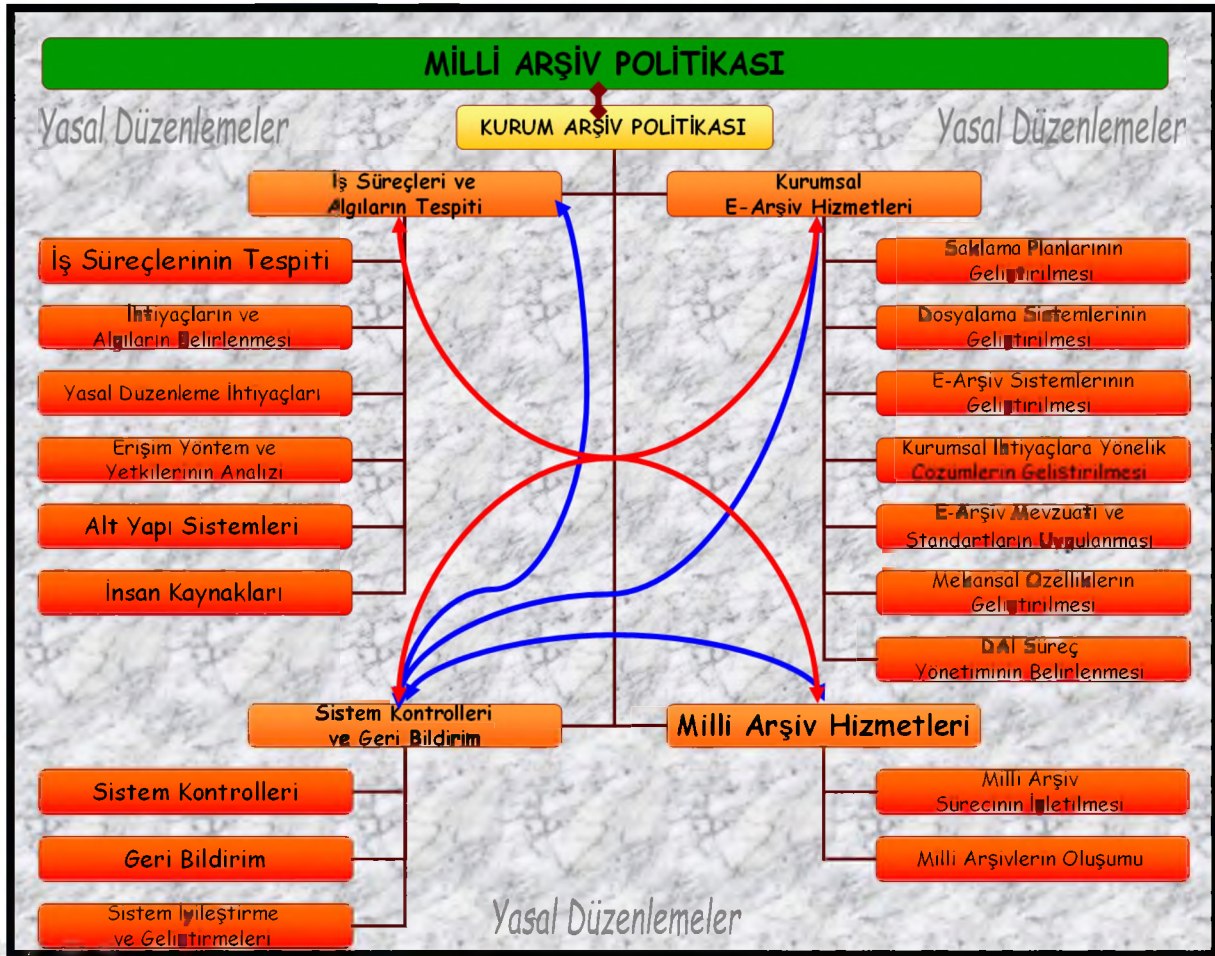 MİLLİ ARŞİV POLİTİKASI
Yasal Düzenlemeler
KURUM ARŞİV POLİTİKASI
Yasal Düzenlemeler
İş Süreçleri ve
Algıların Tespiti
İş Süreçlerinin Tespiti
İhtiyaçların ve
Algıların Belirlenmesi
Yasal Düzenleme İhtiyaçları
Erişim Yöntem ve
Yetkilerinin Analizi
Alt Yapı Sistemleri
İnsan Kaynakları
Kurumsal
E-Arşiv Hizmetleri
Saklama Planlarının
Geliştirilmesi
Dosyalama Sistemlerinin
Geliştirilmesi
E-Arşiv Sistemlerinin
Geliştirilmesi
Kurumsal İhtiyaçlara Yönelik
Çözümlerin Geliştirilmesi
E-Arşiv Mevzuatı ve
Standartların Uygulanması
Mekansal Özelliklerin
Geliştirilmesi
DAİ Süreç
Yönetiminin Belirlenmesi
Sistem Kontrolleri
ve Geri Bildirim
Sistem Kontrolleri
Geri Bildirim
Sistem İyileştirme
ve Geliştirmeleri
Milli Arşiv Hizmetleri
Milli Arşiv
Sürecinin İşletilmesi
Milli Arşivlerin Oluşumu
Yasal Düzenlemeler